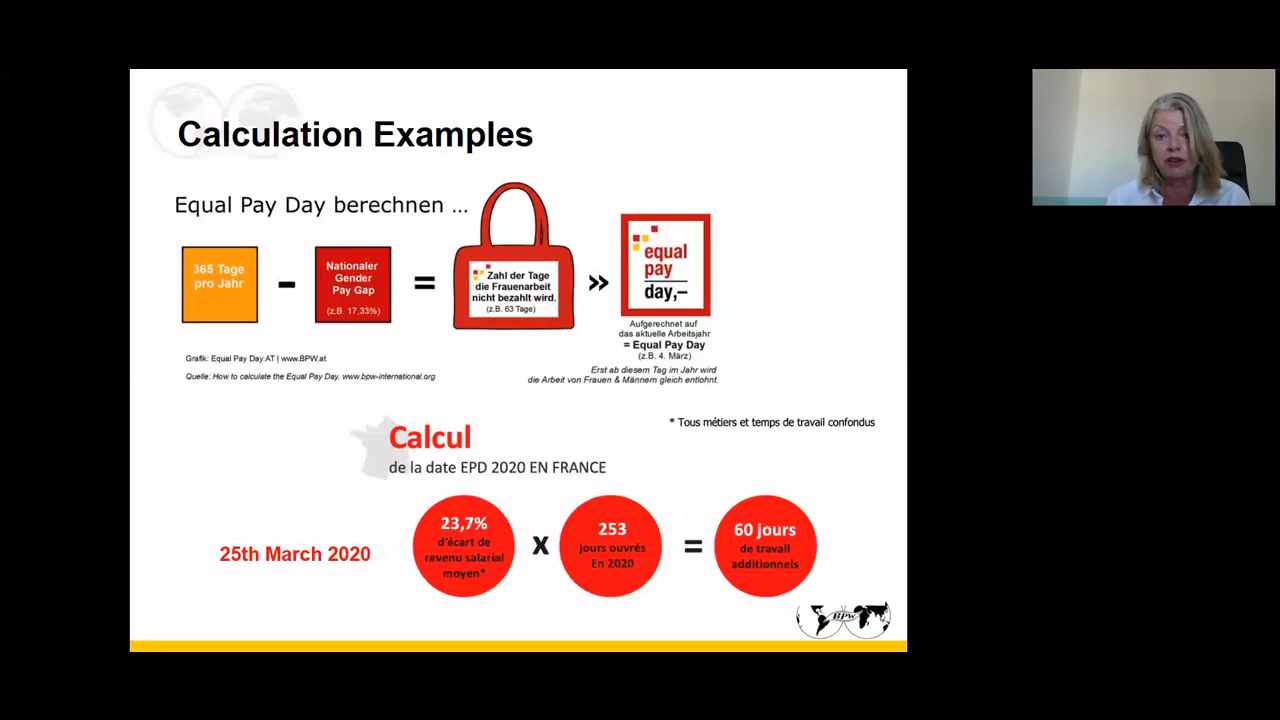 Calculation Examples
Equal Pay Day berechnen ...
365 Tage
pro Jahr
-
Nationaler
Gender
Pay Gap
(z.B. 17,33%)
=
Zahl der Tage
die Frauenarbeit
nicht bezahlt wird.
(z.B. 63 Tage)
»
equal
pay
day,–
Aufgerechnet auf
das aktuelle Arbeitsjahr
= Equal Pay Day
(z.B. 4. März)
Erst ab diesem Tag im Jahr wird
die Arbeit von Frauen & Männern gleich entlohnt.
Grafik: Equal Pay Day:AT | www.BPW.at
Quelle: How to calculate the Equal Pay Day, www.bpw-international.org
* Tous métiers et temps de travail confondus
Calcul
de la date EPD 2020 EN FRANCE
25th March 2020
23,7%
d'écart de
revenu salarial
moyen*
x
253
jours ouvrés
En 2020
=
60 jours
de travail
additionnels
BPW